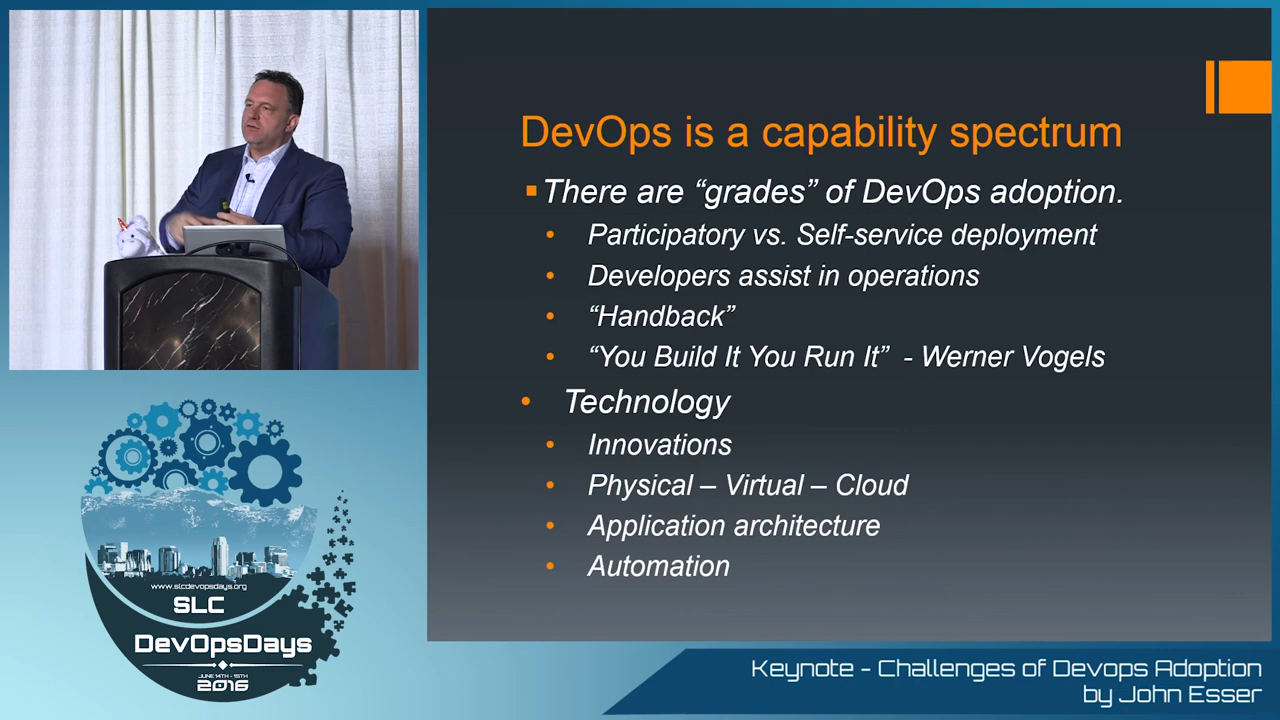 DevOps is a capability spectrum
▪ There are “grades” of DevOps adoption.
• Participatory vs. Self-service deployment
• Developers assist in operations
• “Handback”
• “You Build It You Run It” - Werner Vogels
• Technology
• Innovations
• Physical – Virtual – Cloud
• Application architecture
• Automation
www.slcdevopsdays.org
SLC
DevOpsDays
JUNE 14TH - 15TH
2016
Keynote - Challenges of Devops Adoption
by John Esser